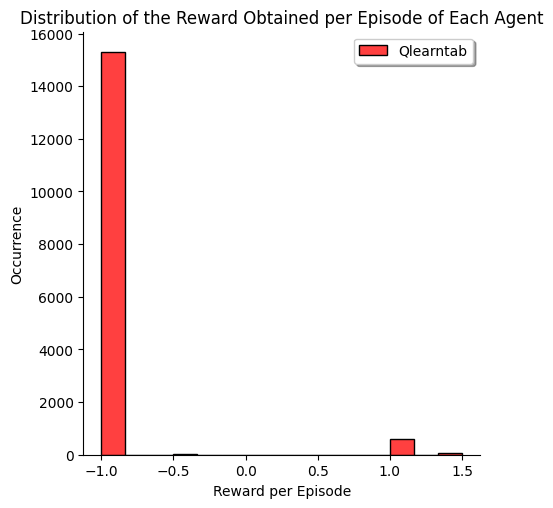 Distribution of the Reward Obtained per Episode of Each Agent
16000
14000
12000
10000
8000
6000
4000
2000
0
Occurrence
Qlearntab
−1.0 −0.5 0.0 0.5 1.0 1.5
Reward per Episode